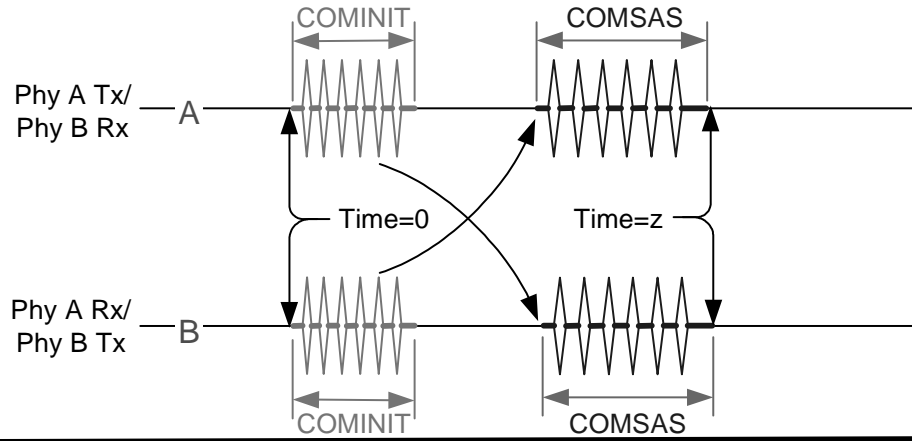 COMINIT
COMSAS
Phy A Tx/
Phy B Rx
A
Time=0
Time=z
Phy A Rx/
Phy B Tx
B
COMINIT
COMSAS